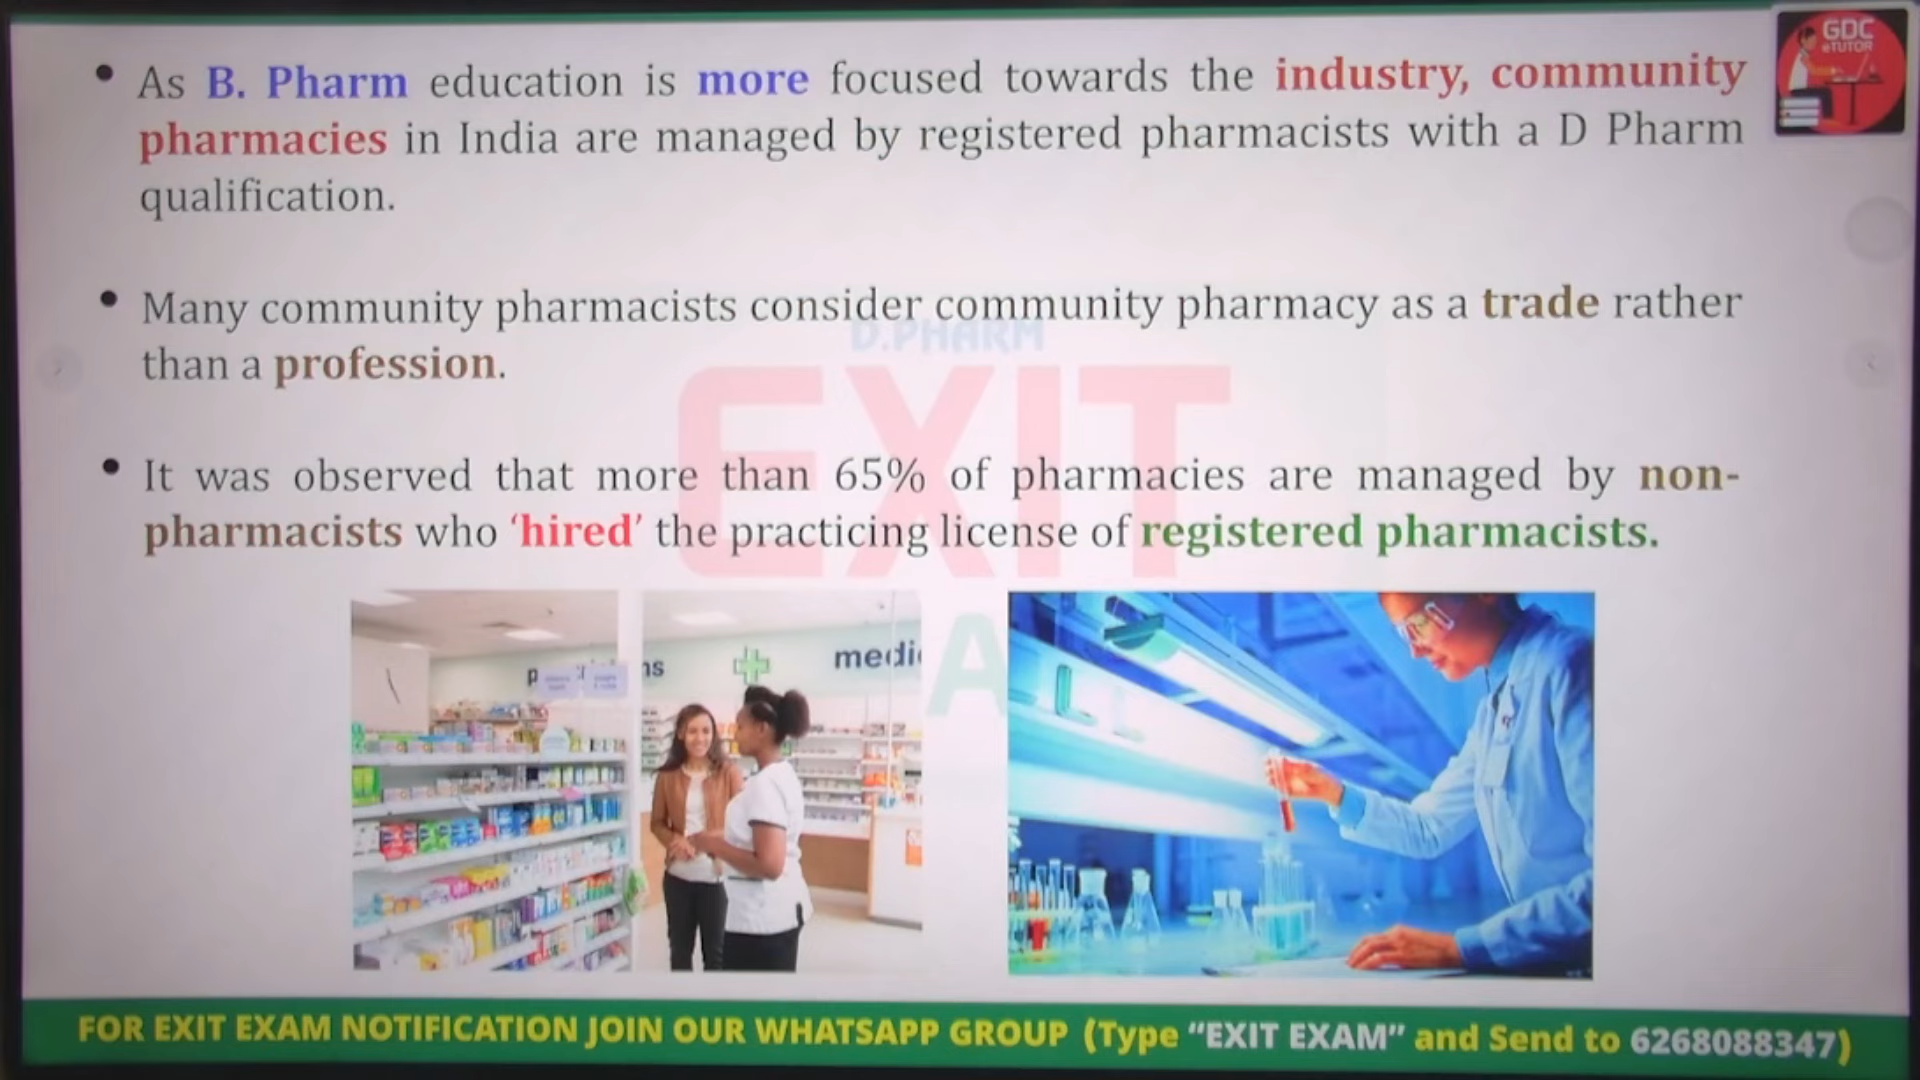 GDC
eTUTOR
• As B. Pharm education is more focused towards the industry, community
pharmacies in India are managed by registered pharmacists with a D Pharm
qualification.
• Many community pharmacists consider community pharmacy as a trade rather
than a profession.
• It was observed that more than 65% of pharmacies are managed by non-
pharmacists who ‘hired’ the practicing license of registered pharmacists.
D.PHARM
EXIT
FOR EXIT EXAM NOTIFICATION JOIN OUR WHATSAPP GROUP (Type “EXIT EXAM” and Send to 6268088347)